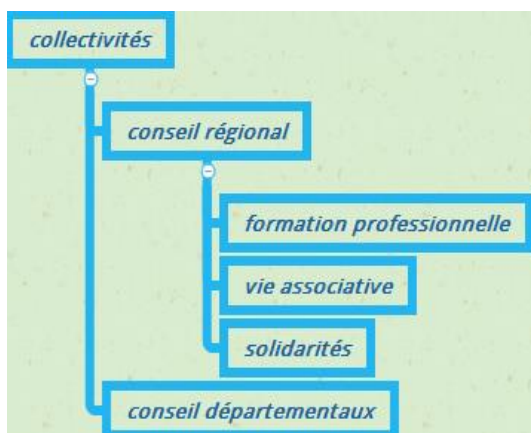 collectivités
conseil régional
formation professionnelle
vie associative
solidarités
conseil départementaux